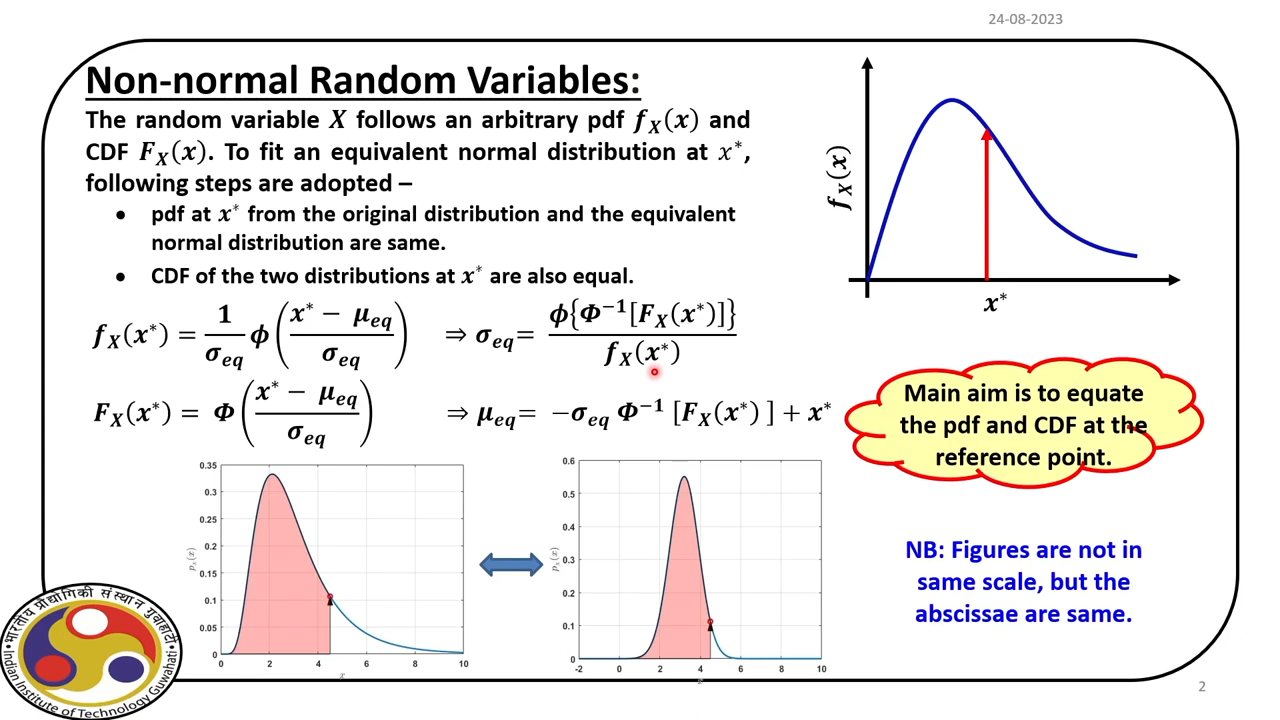 24-08-2023
Non-normal Random Variables:
The random variable X follows an arbitrary pdf f_X(x) and
CDF F_X(x). To fit an equivalent normal distribution at x*,
following steps are adopted –
• pdf at x* from the original distribution and the equivalent
normal distribution are same.
• CDF of the two distributions at x* are also equal.
f_X(x*) = 1/σ_eq ϕ((x* − μ_eq)/σ_eq) ⇒ σ_eq = ϕ{Φ⁻¹[F_X(x*)]}/f_X(x*)
F_X(x*) = Φ((x* − μ_eq)/σ_eq) ⇒ μ_eq = −σ_eq Φ⁻¹ [F_X(x*) ] + x*
f_X(x)
x*
Main aim is to equate
the pdf and CDF at the
reference point.
NB: Figures are not in
same scale, but the
abscissae are same.
0.35
0.3
0.25
0.2
0.15
0.1
0.05
0
p_x(x)
0 2 4 6 8 10
x
0.6
0.5
0.4
0.3
0.2
0.1
0
p_x(x)
-2 0 2 4 6 8 10
x
भारतीय प्रौद्योगिकी संस्थान गुवाहाटी
Indian Institute of Technology Guwahati
2